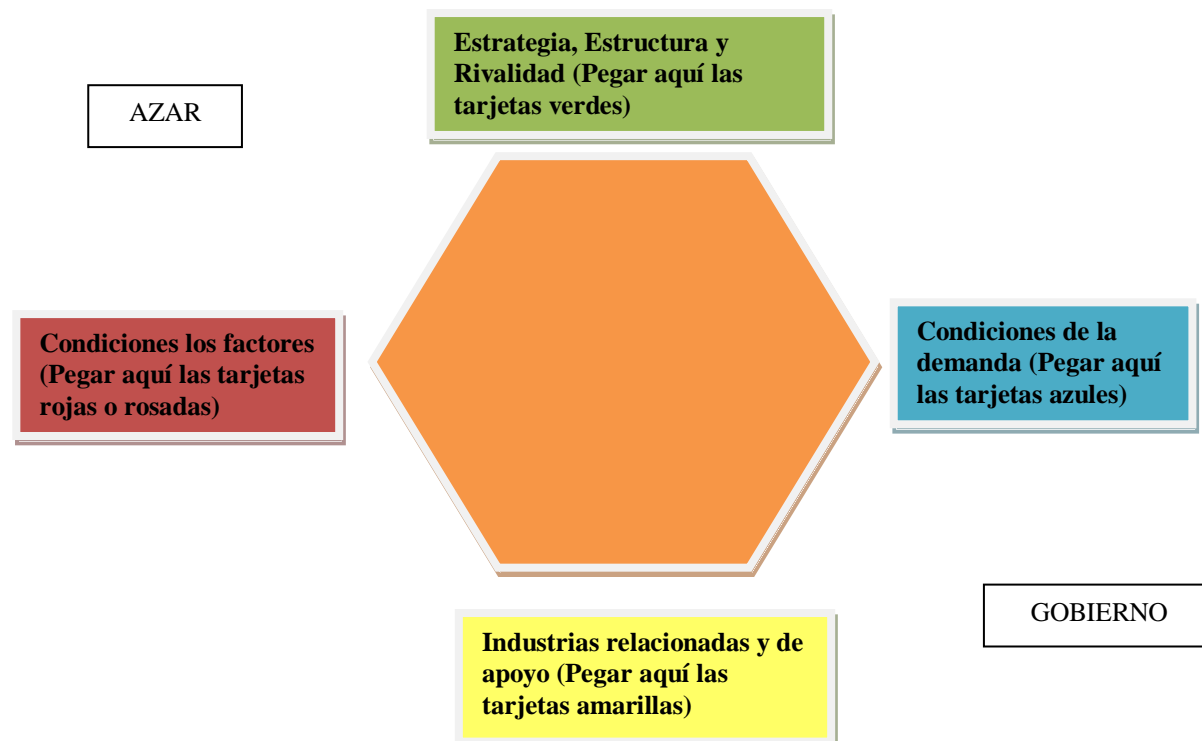 Estrategia, Estructura y
Rivalidad (Pegar aquí las
tarjetas verdes)
AZAR
Condiciones los factores
(Pegar aquí las tarjetas
rojas o rosadas)
Condiciones de la
demanda (Pegar aquí
las tarjetas azules)
GOBIERNO
Industrias relacionadas y de
apoyo (Pegar aquí las
tarjetas amarillas)